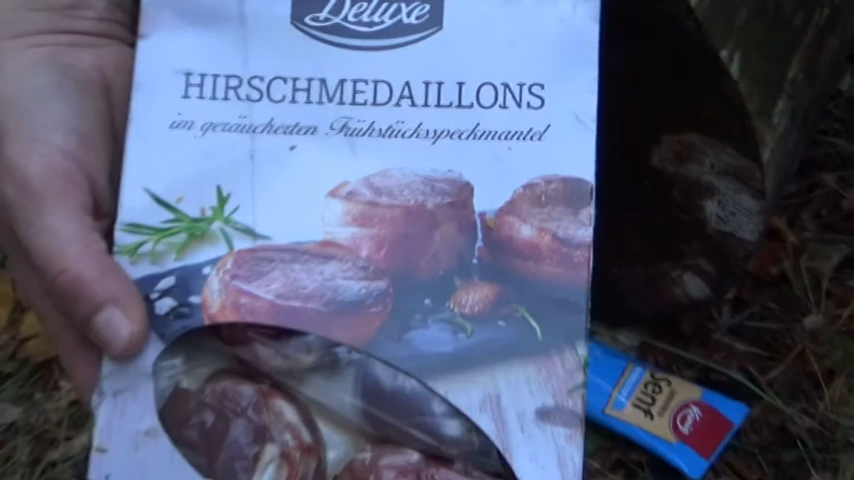 Deluxe
HIRSCHMEDAILLONS
im geräucherten Frühstücksspeckmantel
Senf